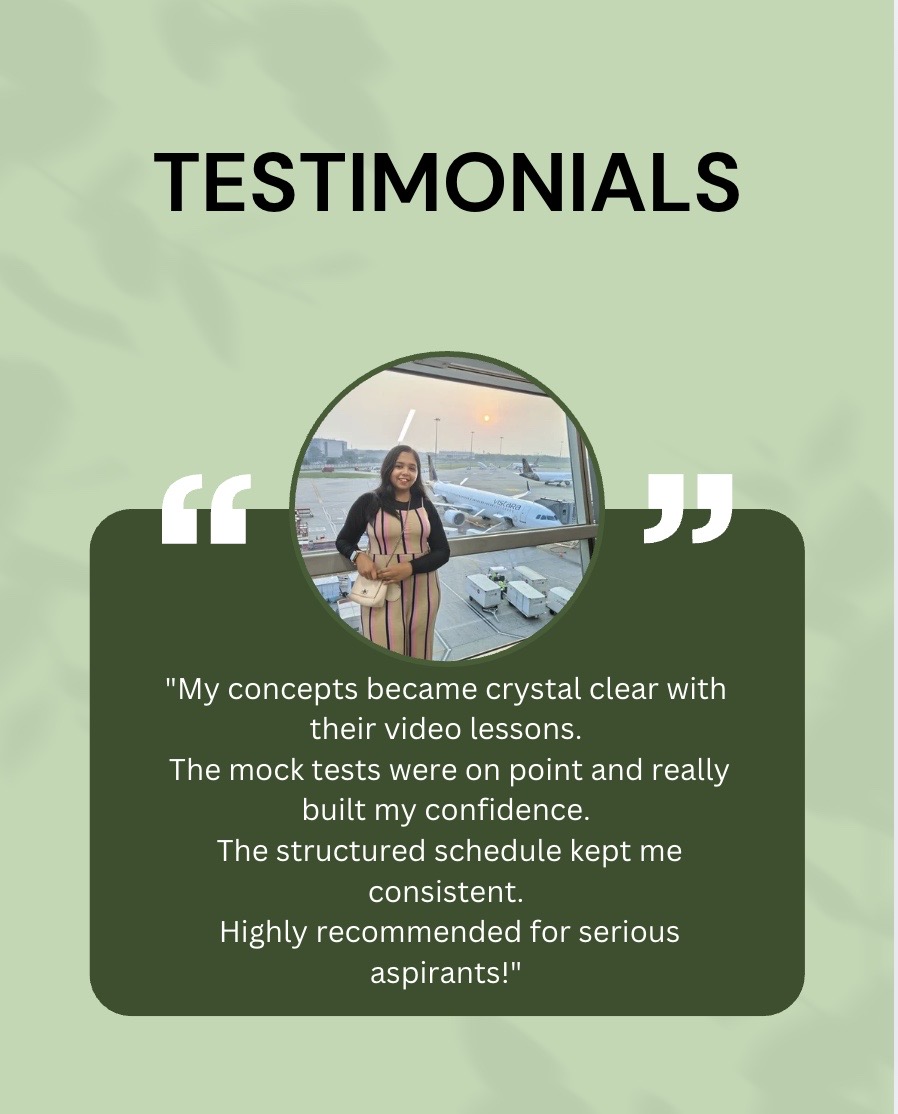 TESTIMONIALS
“ ”
vistara
"My concepts became crystal clear with
their video lessons.
The mock tests were on point and really
built my confidence.
The structured schedule kept me
consistent.
Highly recommended for serious
aspirants!"